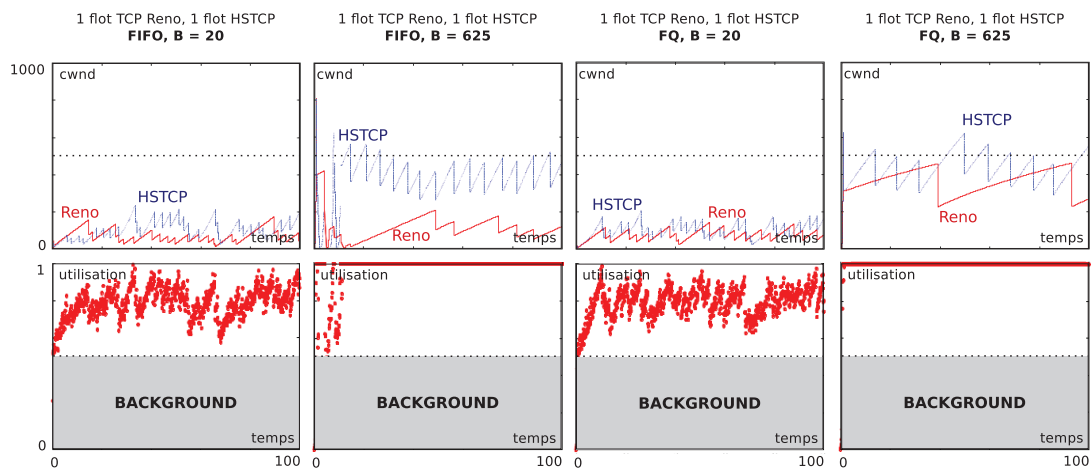 1 flot TCP Reno, 1 flot HSTCP
FIFO, B = 20
1 flot TCP Reno, 1 flot HSTCP
FIFO, B = 625
1 flot TCP Reno, 1 flot HSTCP
FQ, B = 20
1 flot TCP Reno, 1 flot HSTCP
FQ, B = 625
1000
0
cwnd
HSTCP
Reno
temps
cwnd
HSTCP
Reno
temps
cwnd
HSTCP
Reno
temps
cwnd
HSTCP
Reno
temps
1
0
utilisation
BACKGROUND
temps
0
100
utilisation
BACKGROUND
temps
0
100
utilisation
BACKGROUND
temps
0
100
utilisation
BACKGROUND
temps
0
100